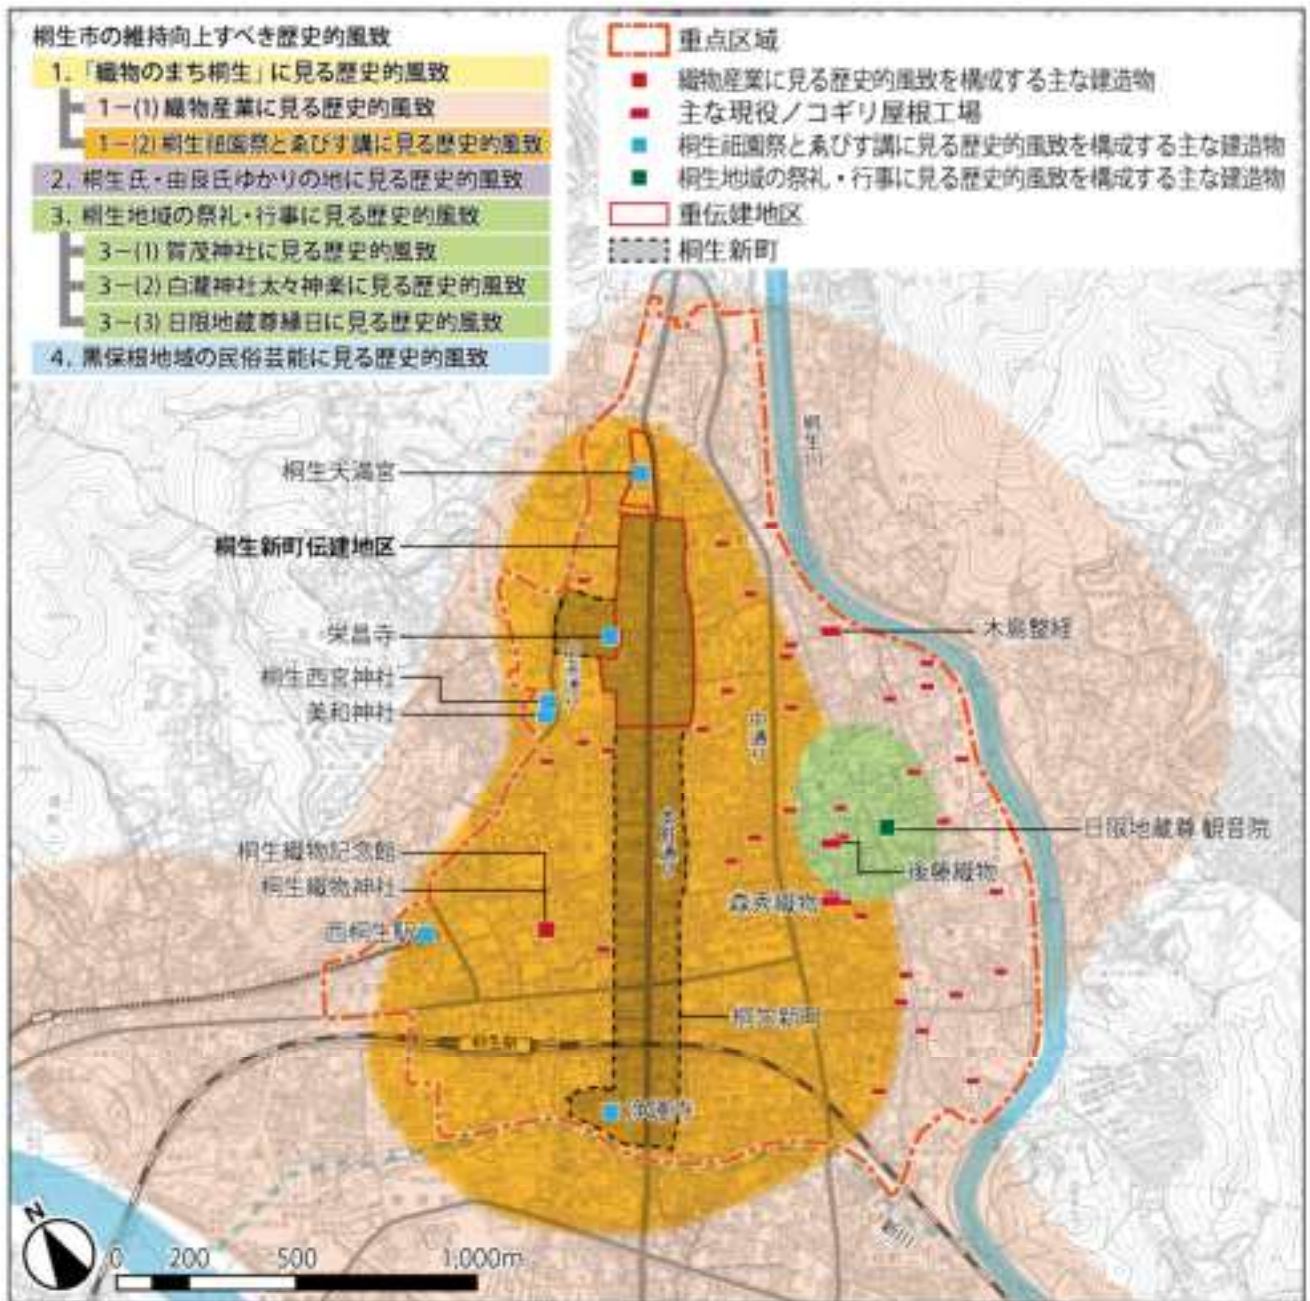 桐生市の維持向上すべき歴史的風致
1.「織物のまち桐生」に見る歴史的風致
1−(1) 織物産業に見る歴史的風致
1−(2) 桐生祇園祭とゑびす講に見る歴史的風致
2. 桐生氏・由良氏ゆかりの地に見る歴史的風致
3. 桐生地域の祭礼・行事に見る歴史的風致
3−(1) 賀茂神社に見る歴史的風致
3−(2) 白瀧神社太々神楽に見る歴史的風致
3−(3) 日限地蔵尊縁日に見る歴史的風致
4. 黒保根地域の民俗芸能に見る歴史的風致
重点区域
織物産業に見る歴史的風致を構成する主な建造物
主な現役ノコギリ屋根工場
桐生祇園祭とゑびす講に見る歴史的風致を構成する主な建造物
桐生地域の祭礼・行事に見る歴史的風致を構成する主な建造物
重伝建地区
桐生新町
桐生川
桐生天満宮
桐生新町伝建地区
栄昌寺
木島整経
桐生西宮神社
美和神社
中通り
本町通り
日限地蔵尊 観音院
桐生織物記念館
後藤織物
桐生織物神社
森秀織物
西桐生駅
桐生新町
桐生駅
浄運寺
新川
N
0 200 500 1,000m